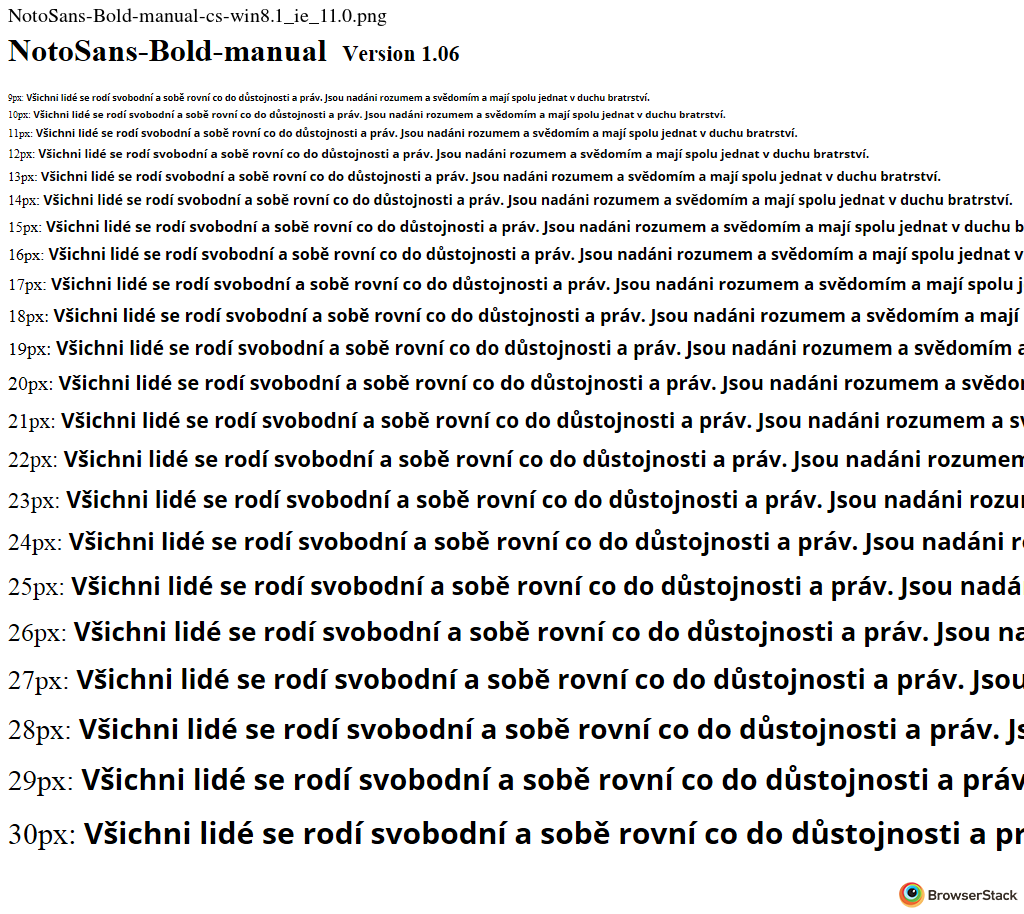 NotoSans-Bold-manual-cs-win8.1_ie_11.0.png
NotoSans-Bold-manual Version 1.06
9px: Všichni lidé se rodí svobodní a sobě rovní co do důstojnosti a práv. Jsou nadáni rozumem a svědomím a mají spolu jednat v duchu bratrství.
10px: Všichni lidé se rodí svobodní a sobě rovní co do důstojnosti a práv. Jsou nadáni rozumem a svědomím a mají spolu jednat v duchu bratrství.
11px: Všichni lidé se rodí svobodní a sobě rovní co do důstojnosti a práv. Jsou nadáni rozumem a svědomím a mají spolu jednat v duchu bratrství.
12px: Všichni lidé se rodí svobodní a sobě rovní co do důstojnosti a práv. Jsou nadáni rozumem a svědomím a mají spolu jednat v duchu bratrství.
13px: Všichni lidé se rodí svobodní a sobě rovní co do důstojnosti a práv. Jsou nadáni rozumem a svědomím a mají spolu jednat v duchu bratrství.
14px: Všichni lidé se rodí svobodní a sobě rovní co do důstojnosti a práv. Jsou nadáni rozumem a svědomím a mají spolu jednat v duchu bratrství.
15px: Všichni lidé se rodí svobodní a sobě rovní co do důstojnosti a práv. Jsou nadáni rozumem a svědomím a mají spolu jednat v duchu b
16px: Všichni lidé se rodí svobodní a sobě rovní co do důstojnosti a práv. Jsou nadáni rozumem a svědomím a mají spolu jednat v
17px: Všichni lidé se rodí svobodní a sobě rovní co do důstojnosti a práv. Jsou nadáni rozumem a svědomím a mají spolu j
18px: Všichni lidé se rodí svobodní a sobě rovní co do důstojnosti a práv. Jsou nadáni rozumem a svědomím a mají
19px: Všichni lidé se rodí svobodní a sobě rovní co do důstojnosti a práv. Jsou nadáni rozumem a svědomím a
20px: Všichni lidé se rodí svobodní a sobě rovní co do důstojnosti a práv. Jsou nadáni rozumem a svědo
21px: Všichni lidé se rodí svobodní a sobě rovní co do důstojnosti a práv. Jsou nadáni rozumem a sv
22px: Všichni lidé se rodí svobodní a sobě rovní co do důstojnosti a práv. Jsou nadáni rozumem
23px: Všichni lidé se rodí svobodní a sobě rovní co do důstojnosti a práv. Jsou nadáni rozu
24px: Všichni lidé se rodí svobodní a sobě rovní co do důstojnosti a práv. Jsou nadáni r
25px: Všichni lidé se rodí svobodní a sobě rovní co do důstojnosti a práv. Jsou nadá
26px: Všichni lidé se rodí svobodní a sobě rovní co do důstojnosti a práv. Jsou na
27px: Všichni lidé se rodí svobodní a sobě rovní co do důstojnosti a práv. Jsou
28px: Všichni lidé se rodí svobodní a sobě rovní co do důstojnosti a práv. Js
29px: Všichni lidé se rodí svobodní a sobě rovní co do důstojnosti a práv
30px: Všichni lidé se rodí svobodní a sobě rovní co do důstojnosti a pr
BrowserStack